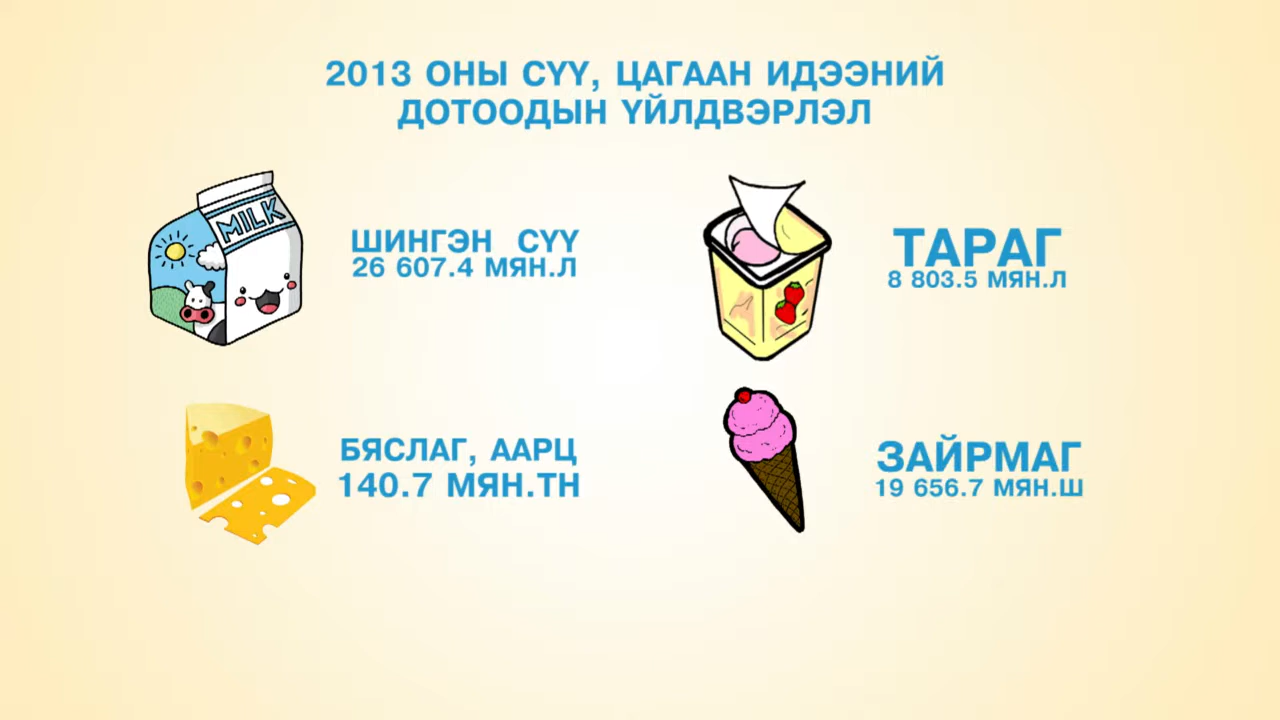 2013 ОНЫ СҮҮ, ЦАГААН ИДЭЭНИЙ
ДОТООДЫН ҮЙЛДВЭРЛЭЛ
MILK
ШИНГЭН СҮҮ
26 607.4 МЯН.Л
ТАРАГ
8 803.5 МЯН.Л
БЯСЛАГ, ААРЦ
140.7 МЯН.ТН
ЗАЙРМАГ
19 656.7 МЯН.Ш